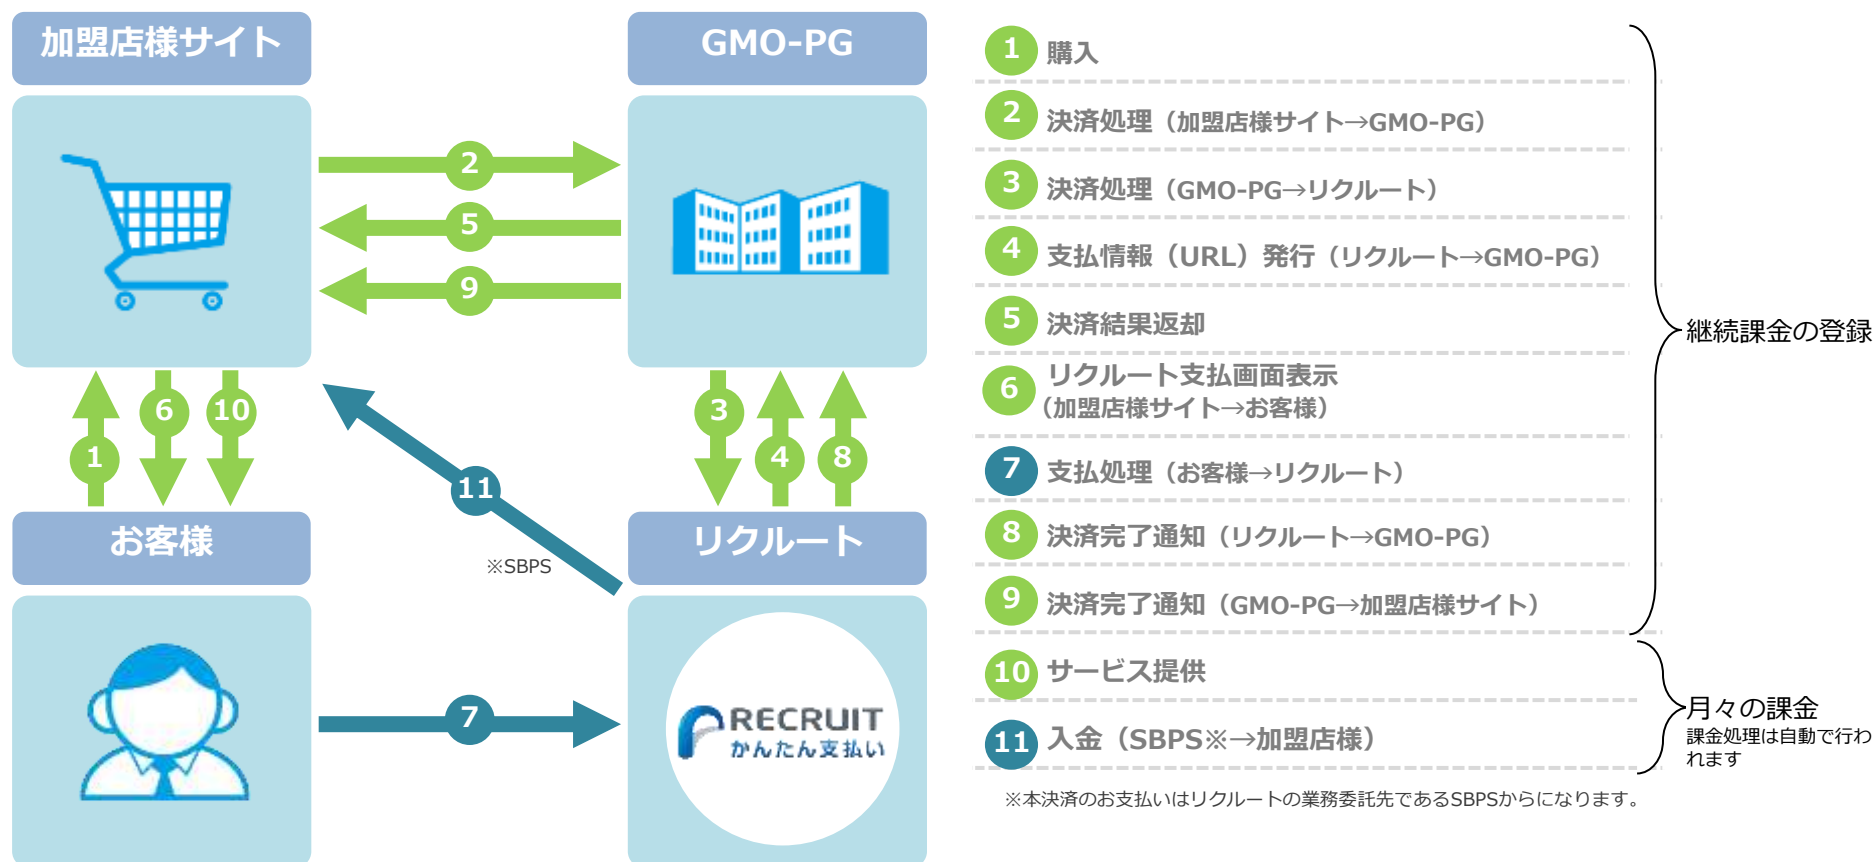 加盟店様サイト
GMO-PG
2
5
9
1
6
10
3
4
8
11
※SBPS
お客様
リクルート
7
RECRUIT
かんたん支払い
1 購入
2 決済処理（加盟店様サイト→GMO-PG）
3 決済処理（GMO-PG→リクルート）
4 支払情報（URL）発行（リクルート→GMO-PG）
5 決済結果返却
6 リクルート支払画面表示
（加盟店様サイト→お客様）
7 支払処理（お客様→リクルート）
8 決済完了通知（リクルート→GMO-PG）
9 決済完了通知（GMO-PG→加盟店様サイト）
継続課金の登録
10 サービス提供
11 入金（SBPS※→加盟店様）
月々の課金
課金処理は自動で行わ
れます
※本決済のお支払いはリクルートの業務委託先であるSBPSからになります。